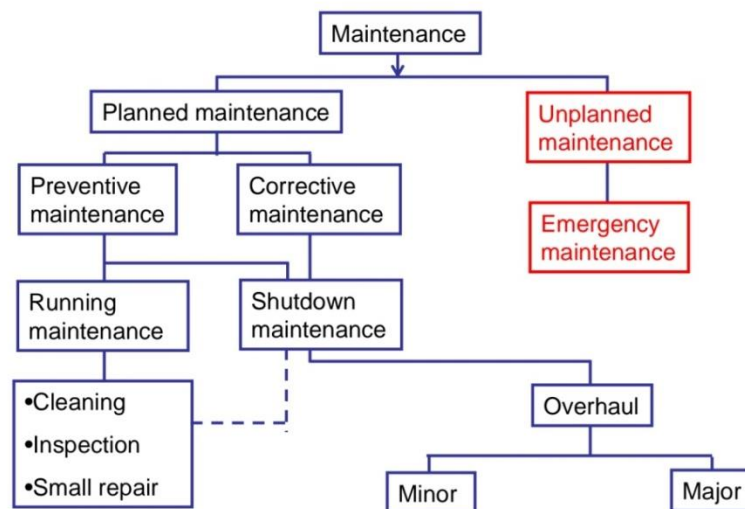 Maintenance
Planned maintenance
Unplanned
maintenance
Preventive
maintenance
Corrective
maintenance
Emergency
maintenance
Running
maintenance
Shutdown
maintenance
•Cleaning
•Inspection
•Small repair
Overhaul
Minor
Major